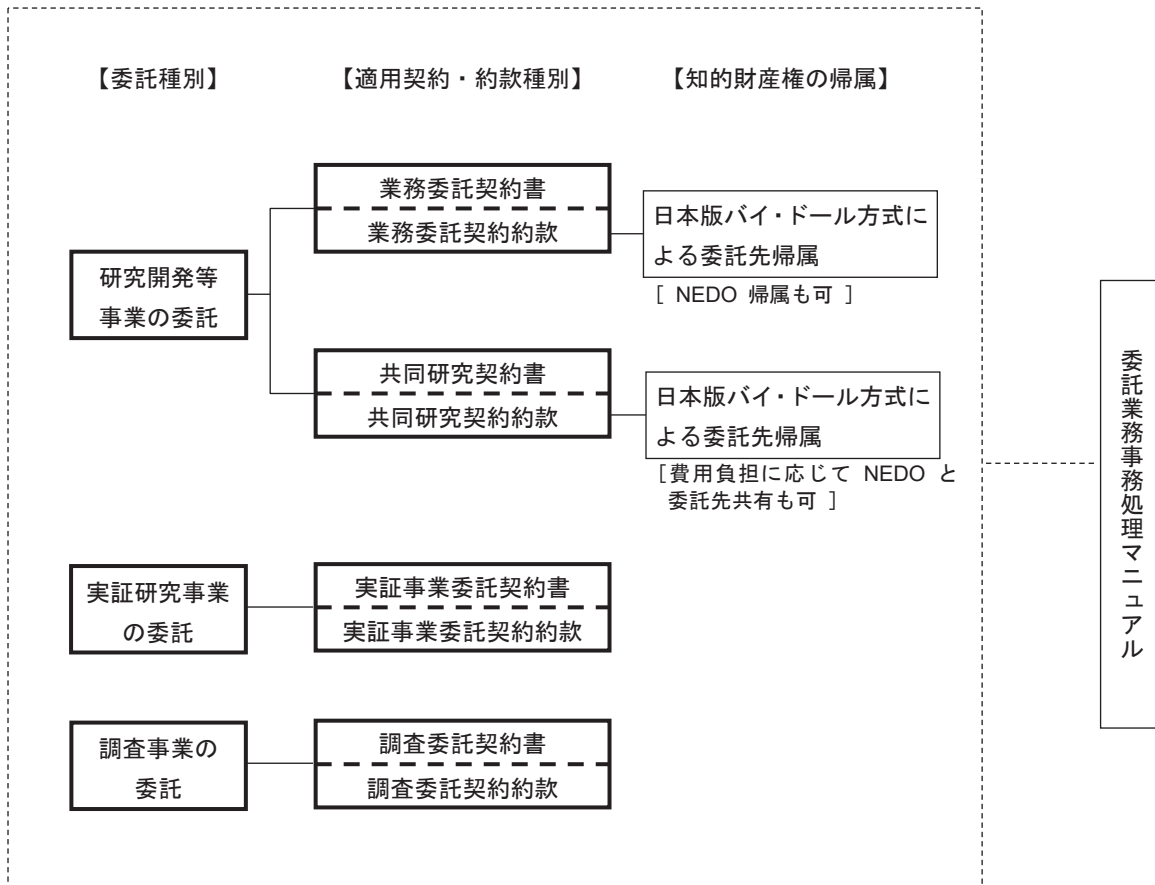 【委託種別】
【適用契約・約款種別】
【知的財産権の帰属】
研究開発等
事業の委託
業務委託契約書
業務委託契約約款
日本版バイ・ドール方式に
よる委託先帰属
[ NEDO 帰属も可 ]
共同研究契約書
共同研究契約約款
日本版バイ・ドール方式に
よる委託先帰属
[費用負担に応じて NEDO と
委託先共有も可 ]
実証研究事業
の委託
実証事業委託契約書
実証事業委託契約約款
調査事業の
委託
調査委託契約書
調査委託契約約款
委託業務事務処理マニュアル